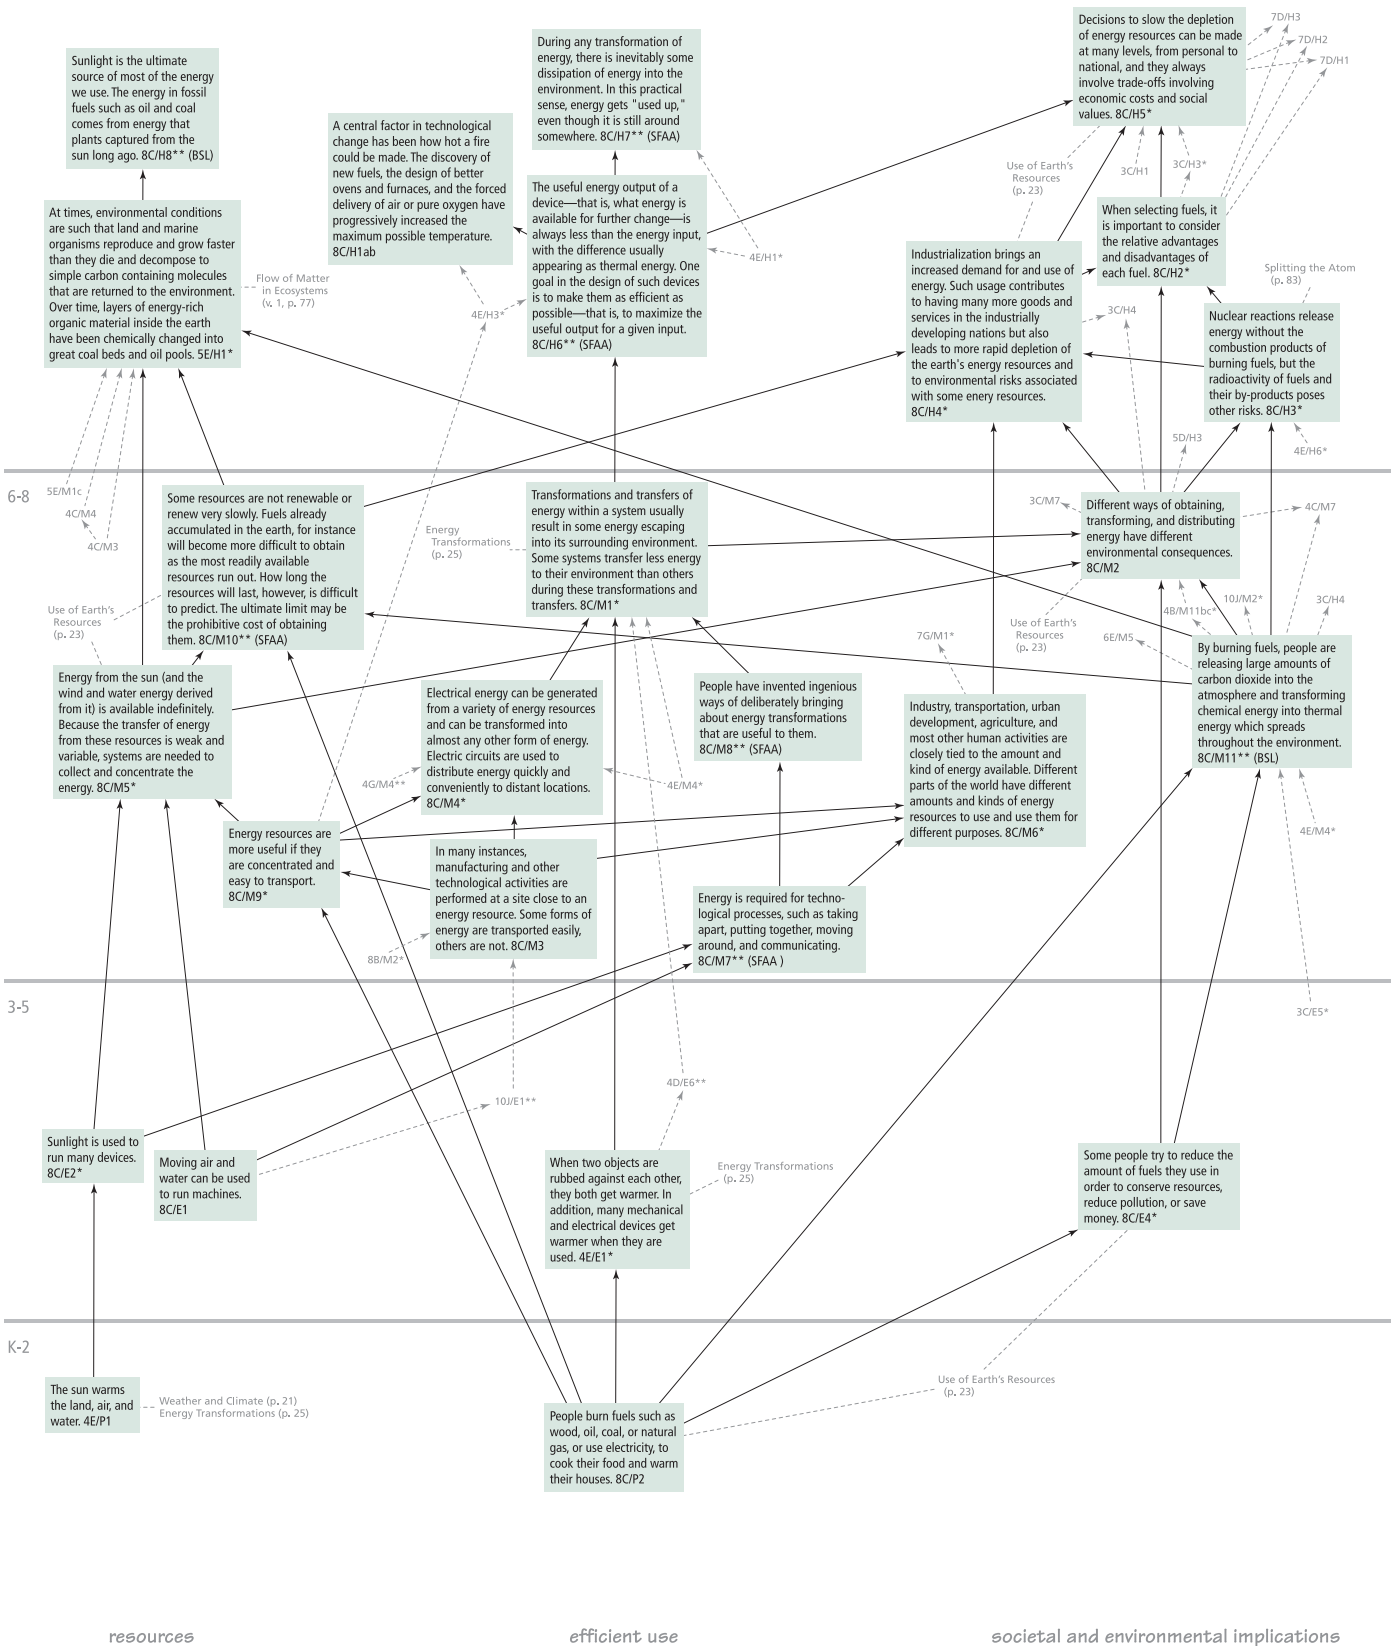 Sunlight is the ultimate
source of most of the energy
we use. The energy in fossil
fuels such as oil and coal
comes from energy that
plants captured from the
sun long ago. 8C/H8** (BSL)
At times, environmental conditions
are such that land and marine
organisms reproduce and grow faster
than they die and decompose to
simple carbon containing molecules
that are returned to the environment.
Over time, layers of energy-rich
organic material inside the earth
have been chemically changed into
great coal beds and oil pools. 5E/H1*
Flow of Matter
in Ecosystems
(v. 1, p. 77)
A central factor in technological
change has been how hot a fire
could be made. The discovery of
new fuels, the design of better
ovens and furnaces, and the forced
delivery of air or pure oxygen have
progressively increased the
maximum possible temperature.
8C/H1ab
During any transformation of
energy, there is inevitably some
dissipation of energy into the
environment. In this practical
sense, energy gets "used up,"
even though it is still around
somewhere. 8C/H7** (SFAA)
The useful energy output of a
device—that is, what energy is
available for further change—is
always less than the energy input,
with the difference usually
appearing as thermal energy. One
goal in the design of such devices
is to make them as efficient as
possible—that is, to maximize the
useful output for a given input.
8C/H6** (SFAA)
4E/H3*
4E/H1*
Decisions to slow the depletion
of energy resources can be made
at many levels, from personal to
national, and they always
involve trade-offs involving
economic costs and social
values. 8C/H5*
7D/H3
7D/H2
7D/H1
Use of Earth's
Resources
(p. 23)
3C/H1
3C/H3*
When selecting fuels, it
is important to consider
the relative advantages
and disadvantages of
each fuel. 8C/H2*
Industrialization brings an
increased demand for and use of
energy. Such usage contributes
to having many more goods and
services in the industrially
developing nations but also
leads to more rapid depletion of
the earth's energy resources and
to environmental risks associated
with some enery resources.
8C/H4*
Splitting the Atom
(p. 83)
3C/H4
Nuclear reactions release
energy without the
combustion products of
burning fuels, but the
radioactivity of fuels and
their by-products poses
other risks. 8C/H3*
5D/H3
4E/H6*
6-8
5E/M1c
4C/M4
4C/M3
Some resources are not renewable or
renew very slowly. Fuels already
accumulated in the earth, for instance
will become more difficult to obtain
as the most readily available
resources run out. How long the
resources will last, however, is difficult
to predict. The ultimate limit may be
the prohibitive cost of obtaining
them. 8C/M10** (SFAA)
Energy
Transformations
(p. 25)
Transformations and transfers of
energy within a system usually
result in some energy escaping
into its surrounding environment.
Some systems transfer less energy
to their environment than others
during these transformations and
transfers. 8C/M1*
3C/M7
Different ways of obtaining,
transforming, and distributing
energy have different
environmental consequences.
8C/M2
4C/M7
Use of Earth's
Resources
(p. 23)
Use of Earth's
Resources
(p. 23)
4B/M11bc*
10J/M2*
3C/H4
6E/M5
7G/M1*
Energy from the sun (and the
wind and water energy derived
from it) is available indefinitely.
Because the transfer of energy
from these resources is weak and
variable, systems are needed to
collect and concentrate the
energy. 8C/M5*
Electrical energy can be generated
from a variety of energy resources
and can be transformed into
almost any other form of energy.
Electric circuits are used to
distribute energy quickly and
conveniently to distant locations.
8C/M4*
People have invented ingenious
ways of deliberately bringing
about energy transformations
that are useful to them.
8C/M8** (SFAA)
Industry, transportation, urban
development, agriculture, and
most other human activities are
closely tied to the amount and
kind of energy available. Different
parts of the world have different
amounts and kinds of energy
resources to use and use them for
different purposes. 8C/M6*
By burning fuels, people are
releasing large amounts of
carbon dioxide into the
atmosphere and transforming
chemical energy into thermal
energy which spreads
throughout the environment.
8C/M11** (BSL)
4G/M4**
4E/M4*
4E/M4*
Energy resources are
more useful if they
are concentrated and
easy to transport.
8C/M9*
In many instances,
manufacturing and other
technological activities are
performed at a site close to an
energy resource. Some forms of
energy are transported easily,
others are not. 8C/M3
8B/M2*
Energy is required for techno-
logical processes, such as taking
apart, putting together, moving
around, and communicating.
8C/M7** (SFAA )
3-5
3C/E5*
4D/E6**
10J/E1**
Sunlight is used to
run many devices.
8C/E2*
Moving air and
water can be used
to run machines.
8C/E1
When two objects are
rubbed against each other,
they both get warmer. In
addition, many mechanical
and electrical devices get
warmer when they are
used. 4E/E1*
Energy Transformations
(p. 25)
Some people try to reduce the
amount of fuels they use in
order to conserve resources,
reduce pollution, or save
money. 8C/E4*
K-2
The sun warms
the land, air, and
water. 4E/P1
Weather and Climate (p. 21)
Energy Transformations (p. 25)
People burn fuels such as
wood, oil, coal, or natural
gas, or use electricity, to
cook their food and warm
their houses. 8C/P2
Use of Earth's Resources
(p. 23)
resources
efficient use
societal and environmental implications